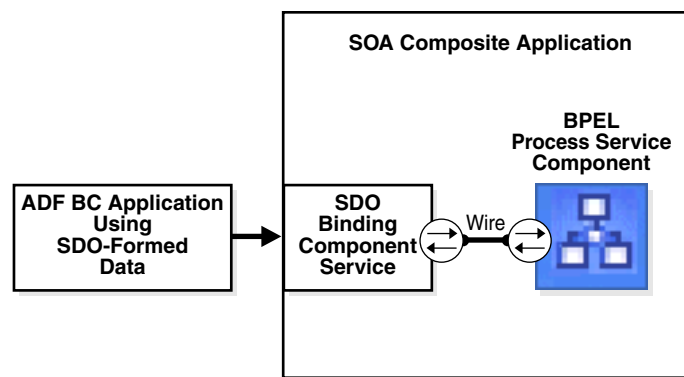 SOA Composite Application
BPEL
Process Service
Component
ADF BC Application
Using
SDO-Formed
Data
SDO
Binding
Component
Service
Wire